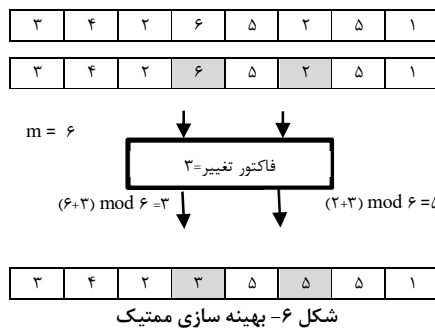 ۳ ۴ ۲ ۶ ۵ ۲ ۵ ۱
۳ ۴ ۲ ۶ ۵ ۲ ۵ ۱
m = ۶
فاکتور تغییر=۳
(۶+۳) mod ۶ =۳ (۲+۳) mod ۶ =۵
۳ ۴ ۲ ۳ ۵ ۵ ۵ ۱
شکل ۶- بهینه سازی ممتیک